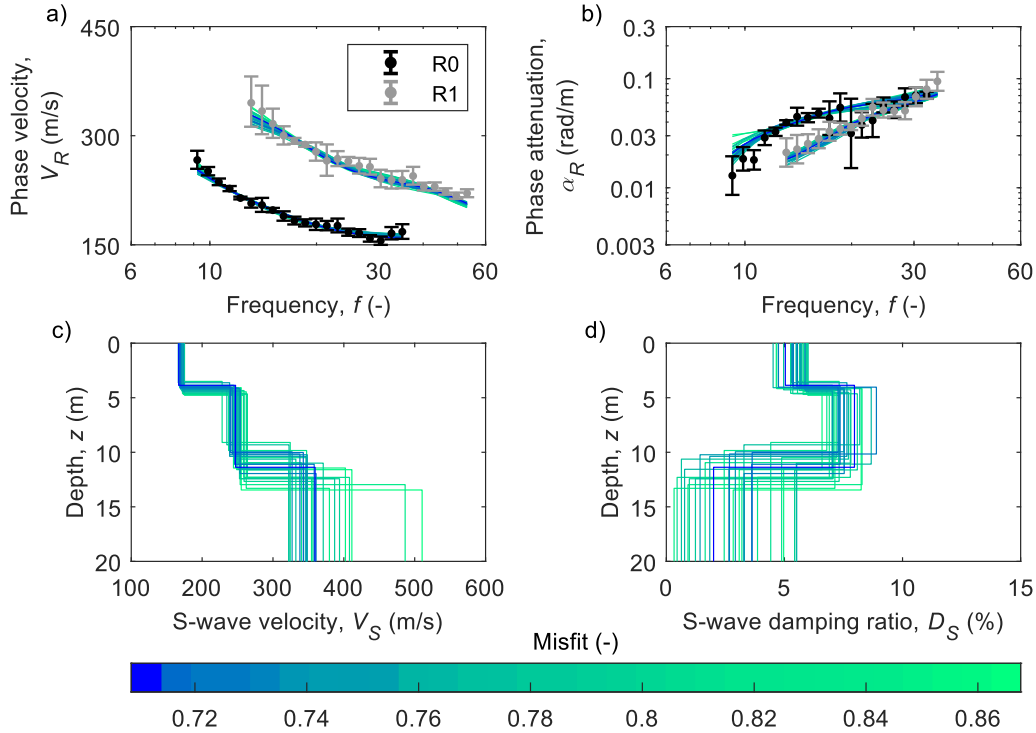 a)
Phase velocity,
V_R (m/s)
450
300
150
6
10
30
60
Frequency, f (-)
R0
R1
b)
Phase attenuation,
α_R (rad/m)
0.3
0.1
0.03
0.01
0.003
6
10
30
60
Frequency, f (-)
c)
Depth, z (m)
0
5
10
15
20
100
200
300
400
500
600
S-wave velocity, V_S (m/s)
d)
Depth, z (m)
0
5
10
15
20
0
5
10
15
S-wave damping ratio, D_S (%)
Misfit (-)
0.72
0.74
0.76
0.78
0.8
0.82
0.84
0.86